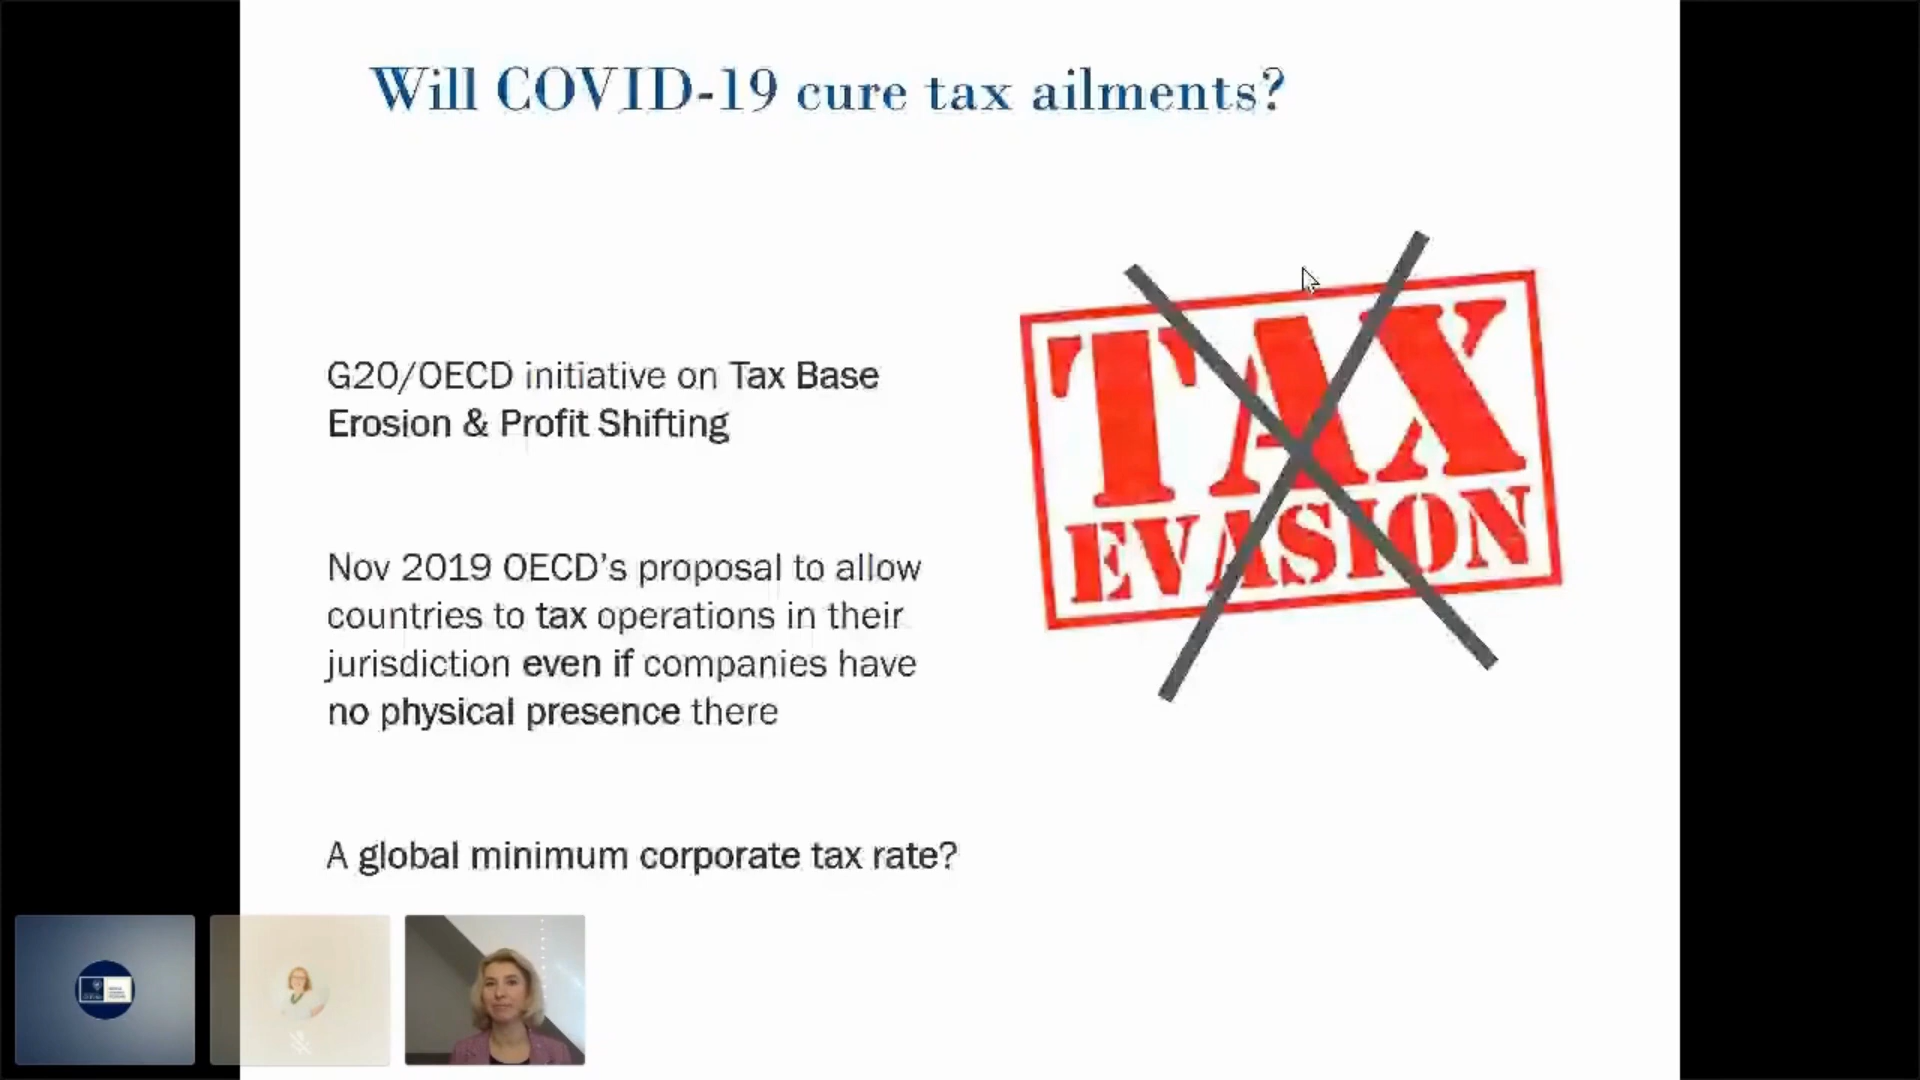 Will COVID-19 cure tax ailments?
G20/OECD initiative on Tax Base
Erosion & Profit Shifting
Nov 2019 OECD's proposal to allow
countries to tax operations in their
jurisdiction even if companies have
no physical presence there
A global minimum corporate tax rate?
TAX
EVASION